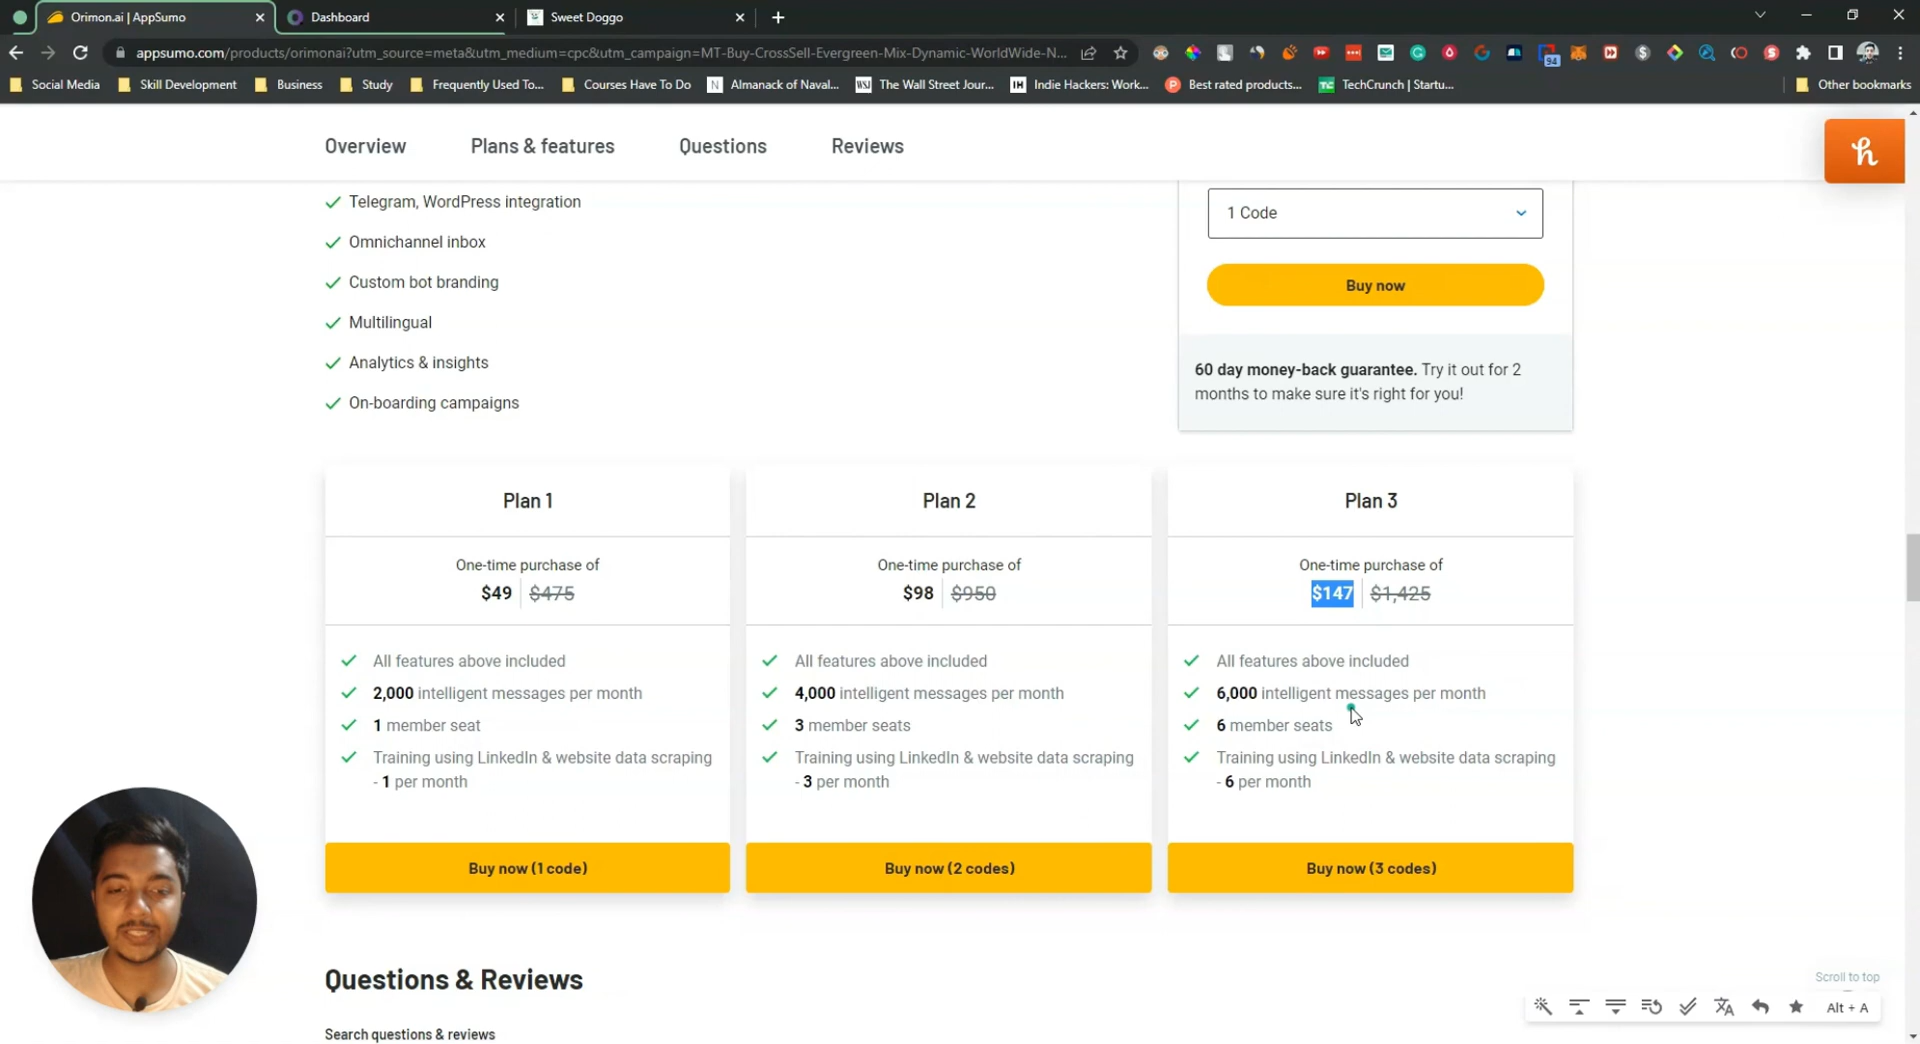 Orimon.ai | AppSumo
Dashboard
Sweet Doggo
appsumo.com/products/orimonai?utm_source=meta&utm_medium=cpc&utm_campaign=MT-Buy-CrossSell-Evergreen-Mix-Dynamic-WorldWide-N...
94
Social Media
Skill Development
Business
Study
Frequently Used To...
Courses Have To Do
N
Almanack of Naval...
WSJ
The Wall Street Jour...
IH
Indie Hackers: Work...
P
Best rated products...
TechCrunch | Startu...
Other bookmarks
Overview
Plans & features
Questions
Reviews
h
Telegram, WordPress integration
Omnichannel inbox
Custom bot branding
Multilingual
Analytics & insights
On-boarding campaigns
1 Code
Buy now
60 day money-back guarantee. Try it out for 2
months to make sure it's right for you!
Plan 1
One-time purchase of
$49 | $475
All features above included
2,000 intelligent messages per month
1 member seat
Training using LinkedIn & website data scraping
- 1 per month
Buy now (1 code)
Plan 2
One-time purchase of
$98 | $950
All features above included
4,000 intelligent messages per month
3 member seats
Training using LinkedIn & website data scraping
- 3 per month
Buy now (2 codes)
Plan 3
One-time purchase of
$147 | $1,425
All features above included
6,000 intelligent messages per month
6 member seats
Training using LinkedIn & website data scraping
- 6 per month
Buy now (3 codes)
Questions & Reviews
Search questions & reviews
Scroll to top
Alt + A